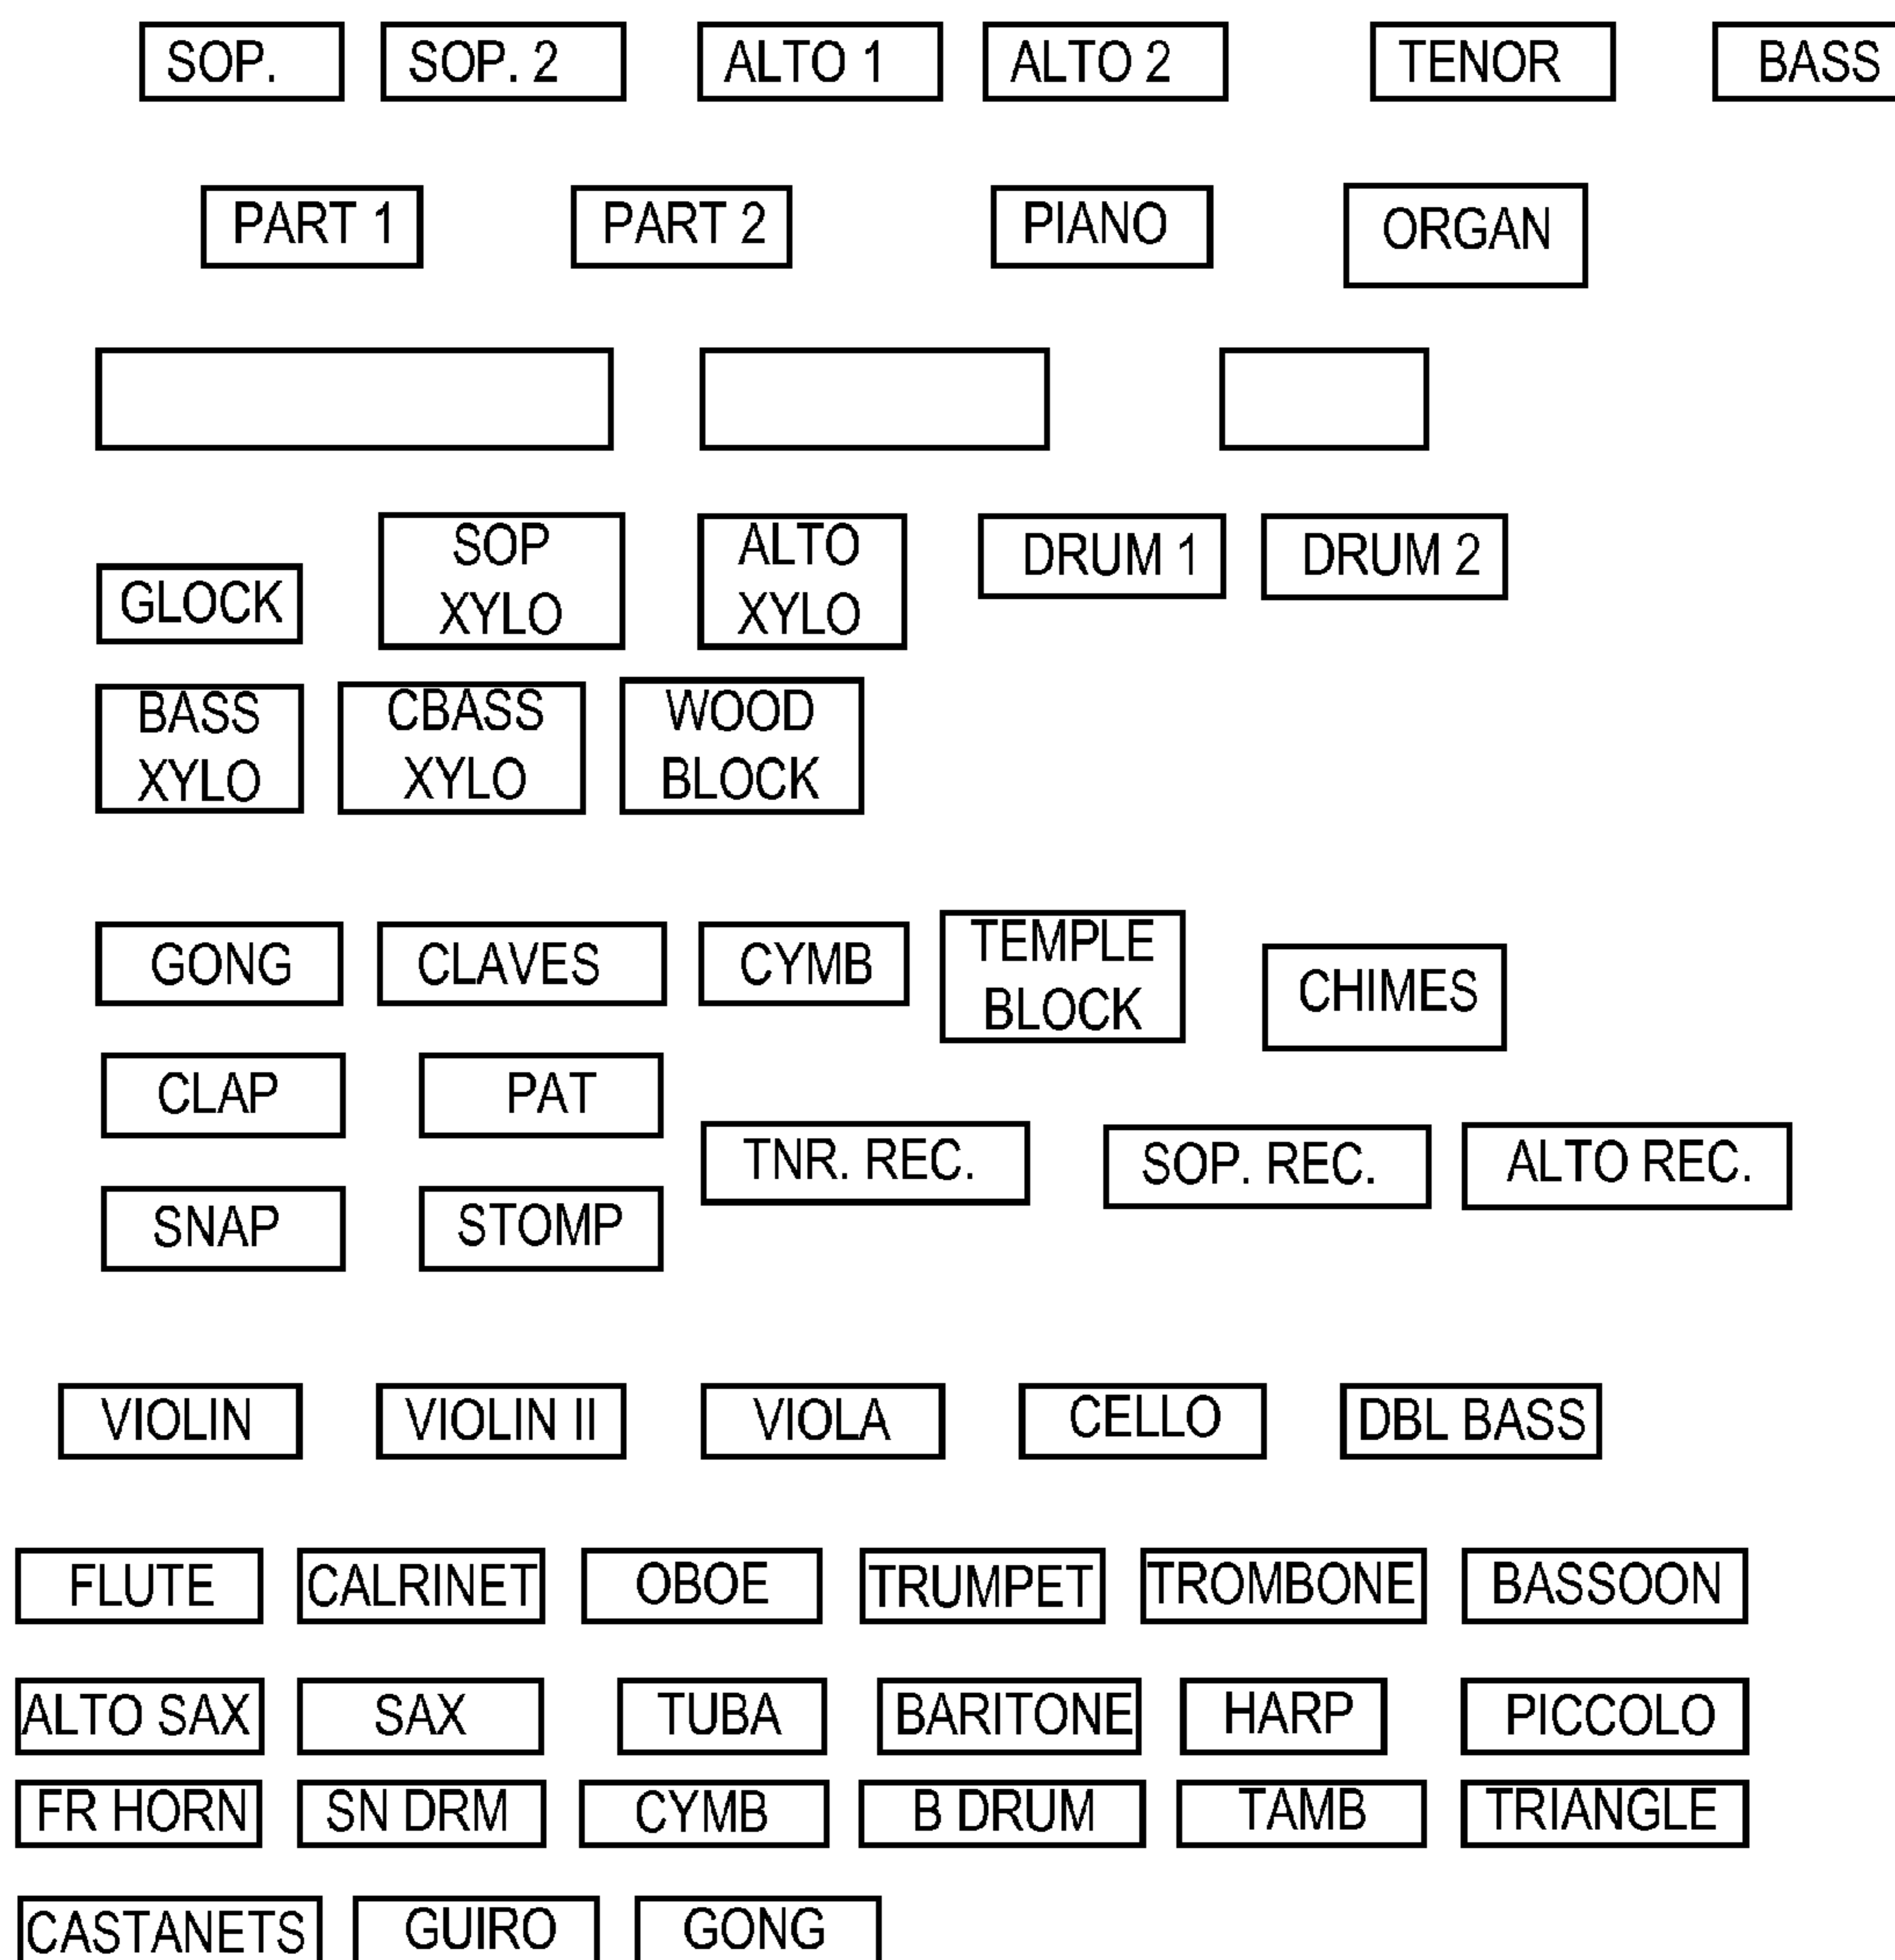 SOP. SOP. 2 ALTO 1 ALTO 2 TENOR BASS
PART 1 PART 2 PIANO ORGAN
GLOCK SOP XYLO ALTO XYLO DRUM 1 DRUM 2
BASS XYLO CBASS XYLO WOOD BLOCK
GONG CLAVES CYMB TEMPLE BLOCK CHIMES
CLAP PAT
TNR. REC. SOP. REC. ALTO REC.
SNAP STOMP
VIOLIN VIOLIN II VIOLA CELLO DBL BASS
FLUTE CALRINET OBOE TRUMPET TROMBONE BASSOON
ALTO SAX SAX TUBA BARITONE HARP PICCOLO
FR HORN SN DRM CYMB B DRUM TAMB TRIANGLE
CASTANETS GUIRO GONG